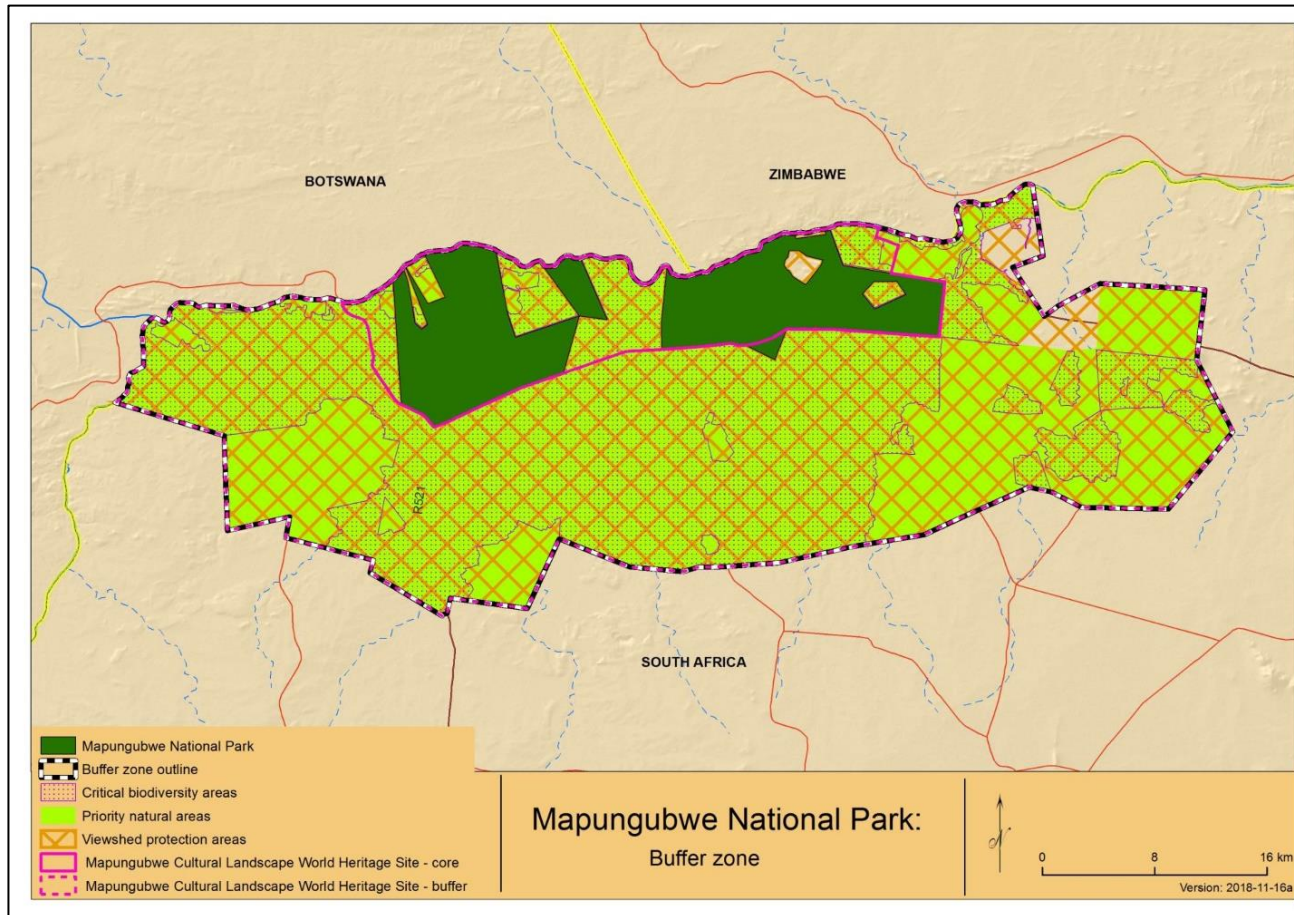 BOTSWANA
ZIMBABWE
R521
SOUTH AFRICA
Mapungubwe National Park
Buffer zone outline
Critical biodiversity areas
Priority natural areas
Viewshed protection areas
Mapungubwe Cultural Landscape World Heritage Site - core
Mapungubwe Cultural Landscape World Heritage Site - buffer
Mapungubwe National Park:
Buffer zone
N
0 8 16 km
Version: 2018-11-16a